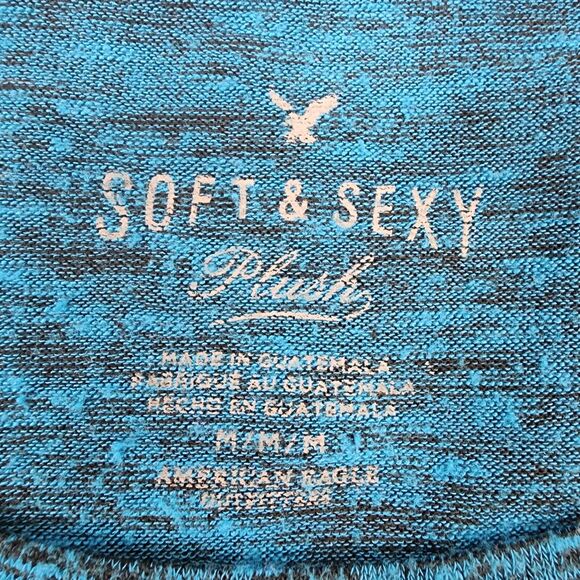 SOFT & SEXY
Plush
MADE IN GUATEMALA
FABRIQUÉ AU GUATEMALA
HECHO EN GUATEMALA
M/M/M
AMERICAN EAGLE
OUTFITTERS